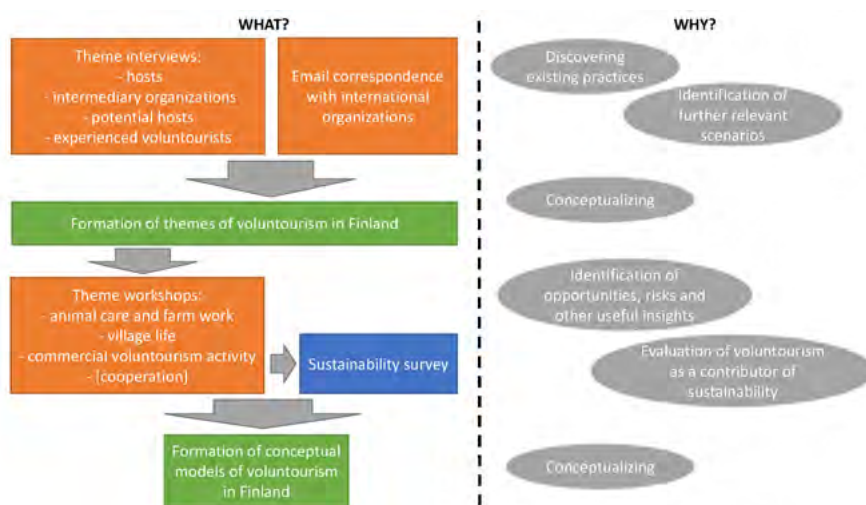 WHAT?
Theme interviews:
- hosts
- intermediary organizations
- potential hosts
- experienced voluntourists
Email correspondence
with international
organizations
Formation of themes of voluntourism in Finland
Theme workshops:
- animal care and farm work
- village life
- commercial voluntourism activity
- [cooperation]
Sustainability survey
Formation of conceptual
models of voluntourism
in Finland
WHY?
Discovering
existing practices
Identification of
further relevant
scenarios
Conceptualizing
Identification of
opportunities, risks and
other useful insights
Evaluation of voluntourism
as a contributor of
sustainability
Conceptualizing